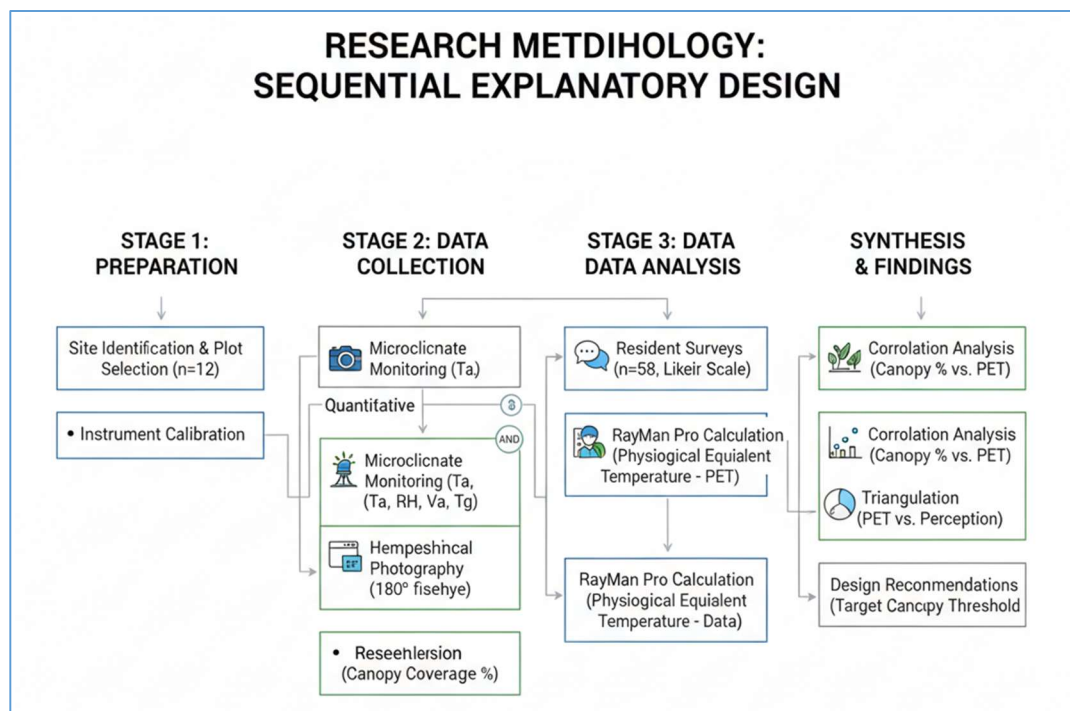 RESEARCH METDIHOLOGY:
SEQUENTIAL EXPLANATORY DESIGN
STAGE 1:
PREPARATION
Site Identification & Plot
Selection (n=12)
• Instrument Calibration
STAGE 2: DATA
COLLECTION
Microclicnate
Monitoring (Ta,)
Quantitative
AND
Microclicnate
Monitoring (Ta,
(Ta, RH, Va, Tg)
Hempeshincal
Photography
(180° fisehye)
• Reseehlersion
(Canopy Coverage %)
STAGE 3: DATA
DATA ANALYSIS
Resident Surveys
(n=58, Likeir Scale)
RayMan Pro Calculation
(Physiogical Equialent
Temperature - PET)
RayMan Pro Calculation
(Physiogical Equialent
Temperature - Data)
SYNTHESIS
& FINDINGS
Corrolation Analysis
(Canopy % vs. PET)
Corrolation Analysis
(Canopy % vs. PET)
Triangulation
(PET vs. Perception)
Design Reconmendations
(Target Cancpy Threshold